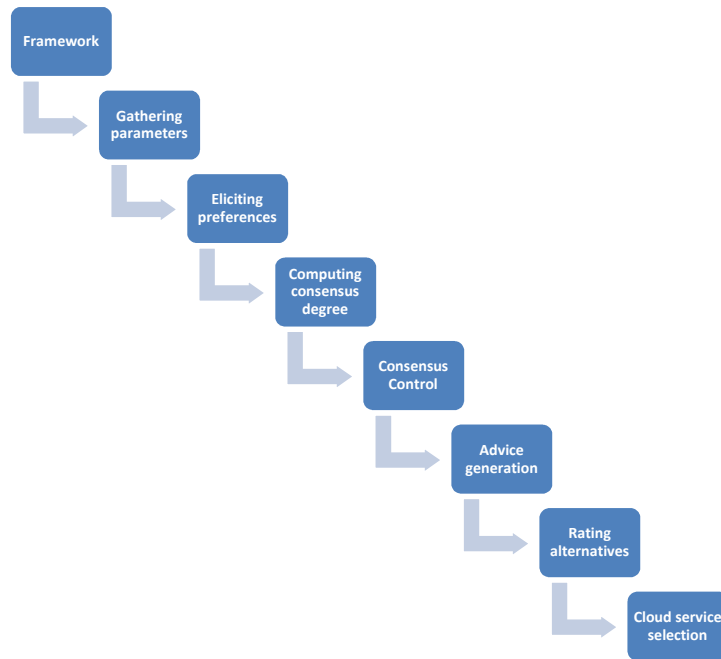 Framework
Gathering
parameters
Eliciting
preferences
Computing
consensus
degree
Consensus
Control
Advice
generation
Rating
alternatives
Cloud service
selection